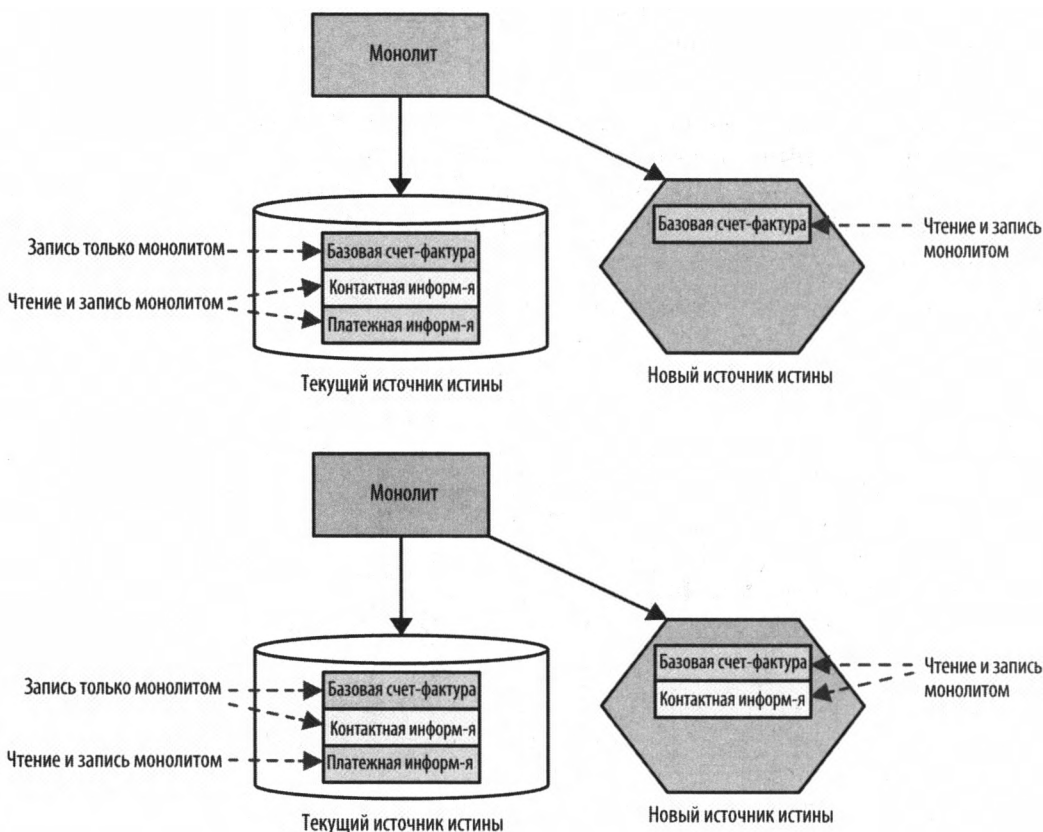 Монолит
Запись только монолитом
Базовая счет-фактура
Базовая счет-фактура
Чтение и запись
монолитом
Чтение и запись монолитом
Контактная информ-я
Платежная информ-я
Текущий источник истины
Новый источник истины
Монолит
Запись только монолитом
Базовая счет-фактура
Контактная информ-я
Базовая счет-фактура
Контактная информ-я
Чтение и запись
монолитом
Чтение и запись монолитом
Платежная информ-я
Текущий источник истины
Новый источник истины